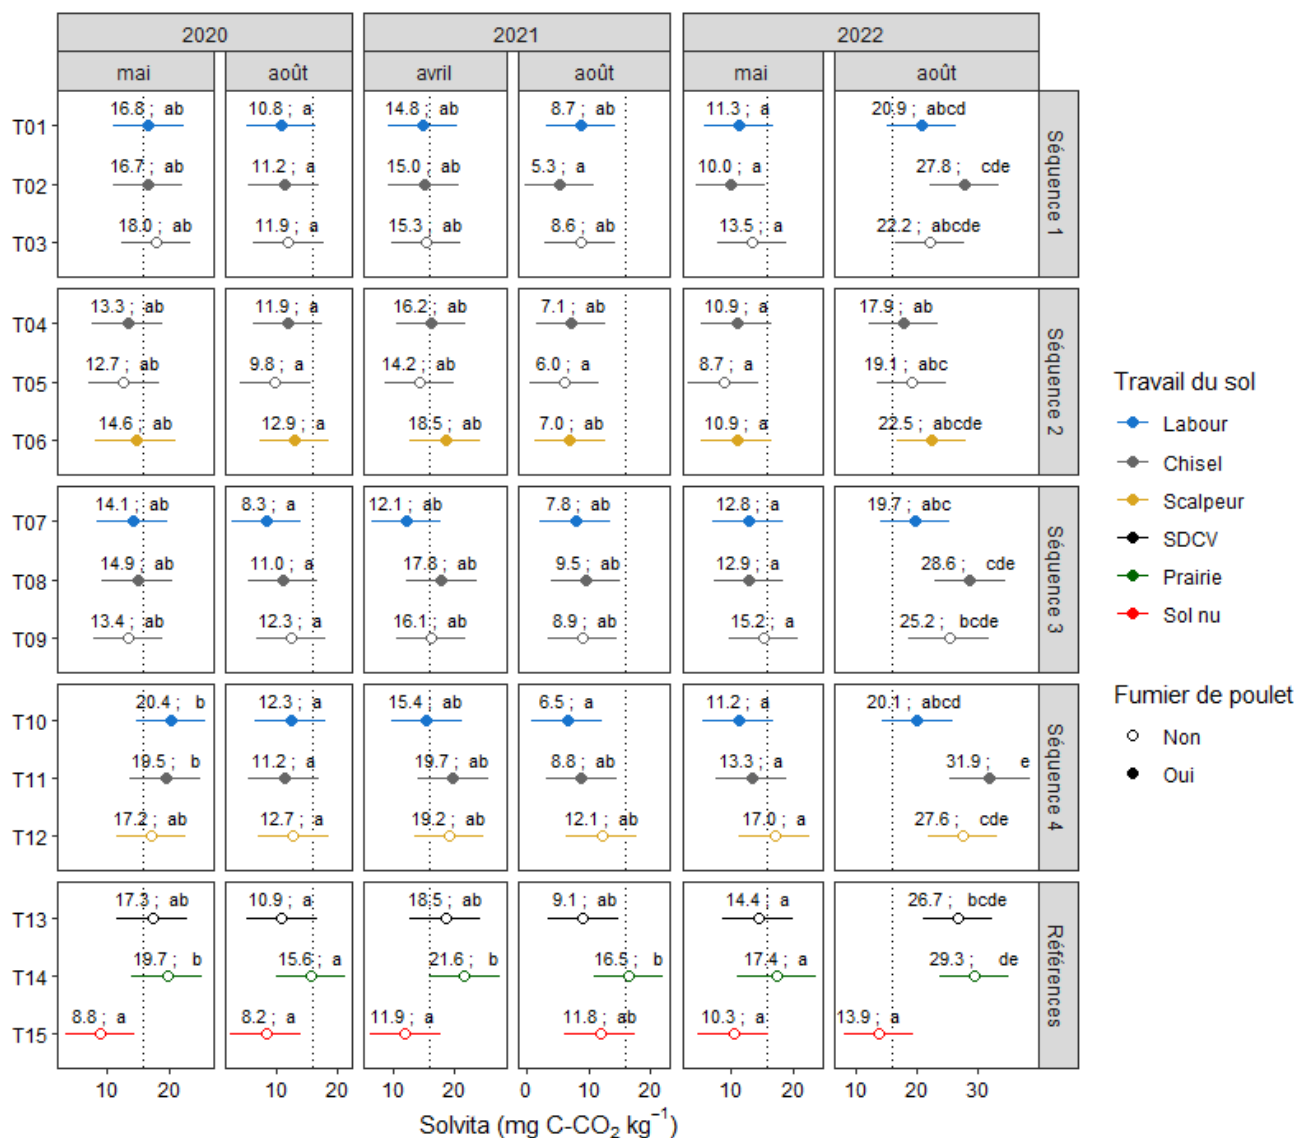 2020 2021 2022
mai août avril août mai août
16.8 ; ab 10.8 ; a 14.8 ; ab 8.7 ; ab 11.3 ; a 20.9 ; abcd
T01
16.7 ; ab 11.2 ; a 15.0 ; ab 5.3 ; a 10.0 ; a 27.8 ; cde
T02
18.0 ; ab 11.9 ; a 15.3 ; ab 8.6 ; ab 13.5 ; a 22.2 ; abcde
T03
Séquence 1
13.3 ; ab 11.9 ; a 16.2 ; ab 7.1 ; ab 10.9 ; a 17.9 ; ab
T04
12.7 ; ab 9.8 ; a 14.2 ; ab 6.0 ; a 8.7 ; a 19.1 ; abc
T05
14.6 ; ab 12.9 ; a 18.5 ; ab 7.0 ; ab 10.9 ; a 22.5 ; abcde
T06
Séquence 2
14.1 ; ab 8.3 ; a 12.1 ; ab 7.8 ; ab 12.8 ; a 19.7 ; abc
T07
14.9 ; ab 11.0 ; a 17.8 ; ab 9.5 ; ab 12.9 ; a 28.6 ; cde
T08
13.4 ; ab 12.3 ; a 16.1 ; ab 8.9 ; ab 15.2 ; a 25.2 ; bcde
T09
Séquence 3
20.4 ; b 12.3 ; a 15.4 ; ab 6.5 ; a 11.2 ; a 20.1 ; abcd
T10
19.5 ; b 11.2 ; a 19.7 ; ab 8.8 ; ab 13.3 ; a 31.9 ; e
T11
17.2 ; ab 12.7 ; a 19.2 ; ab 12.1 ; ab 17.0 ; a 27.6 ; cde
T12
Séquence 4
17.3 ; ab 10.9 ; a 18.5 ; ab 9.1 ; ab 14.4 ; a 26.7 ; bcde
T13
19.7 ; b 15.6 ; a 21.6 ; b 16.5 ; b 17.4 ; a 29.3 ; de
T14
8.8 ; a 8.2 ; a 11.9 ; a 11.8 ; ab 10.3 ; a 13.9 ; a
T15
Références
10 20 0 10 20 10 20 0 10 20 10 20 10 20 30
Solvita (mg C-CO₂ kg⁻¹)
Travail du sol
Labour
Chisel
Scalpeur
SDCV
Prairie
Sol nu
Fumier de poulet
Non
Oui